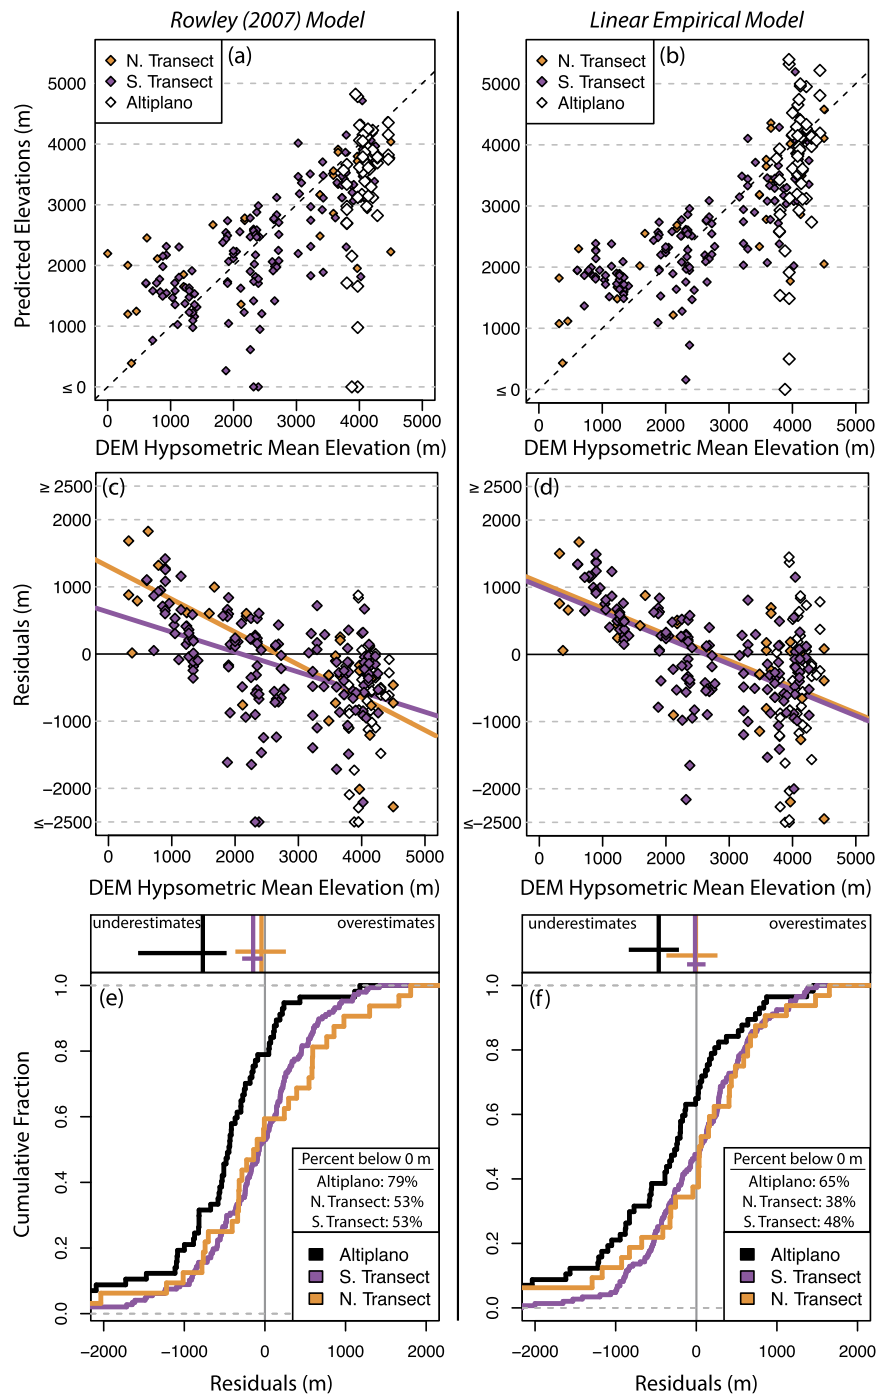 Rowley (2007) Model
Linear Empirical Model
(a)
N. Transect
S. Transect
Altiplano
Predicted Elevations (m)
5000
4000
3000
2000
1000
≤ 0
0 1000 2000 3000 4000 5000
DEM Hypsometric Mean Elevation (m)
(b)
N. Transect
S. Transect
Altiplano
5000
4000
3000
2000
1000
≤ 0
0 1000 2000 3000 4000 5000
DEM Hypsometric Mean Elevation (m)
(c)
Residuals (m)
≥ 2500
2000
1000
0
−1000
−2000
≤−2500
0 1000 2000 3000 4000 5000
DEM Hypsometric Mean Elevation (m)
(d)
≥ 2500
2000
1000
0
−1000
−2000
≤−2500
0 1000 2000 3000 4000 5000
DEM Hypsometric Mean Elevation (m)
underestimates
overestimates
(e)
Cumulative Fraction
1.0
0.8
0.6
0.4
0.2
0.0
Percent below 0 m
Altiplano: 79%
N. Transect: 53%
S. Transect: 53%
Altiplano
S. Transect
N. Transect
−2000 −1000 0 1000 2000
Residuals (m)
underestimates
overestimates
(f)
1.0
0.8
0.6
0.4
0.2
0.0
Percent below 0 m
Altiplano: 65%
N. Transect: 38%
S. Transect: 48%
Altiplano
S. Transect
N. Transect
−2000 −1000 0 1000 2000
Residuals (m)